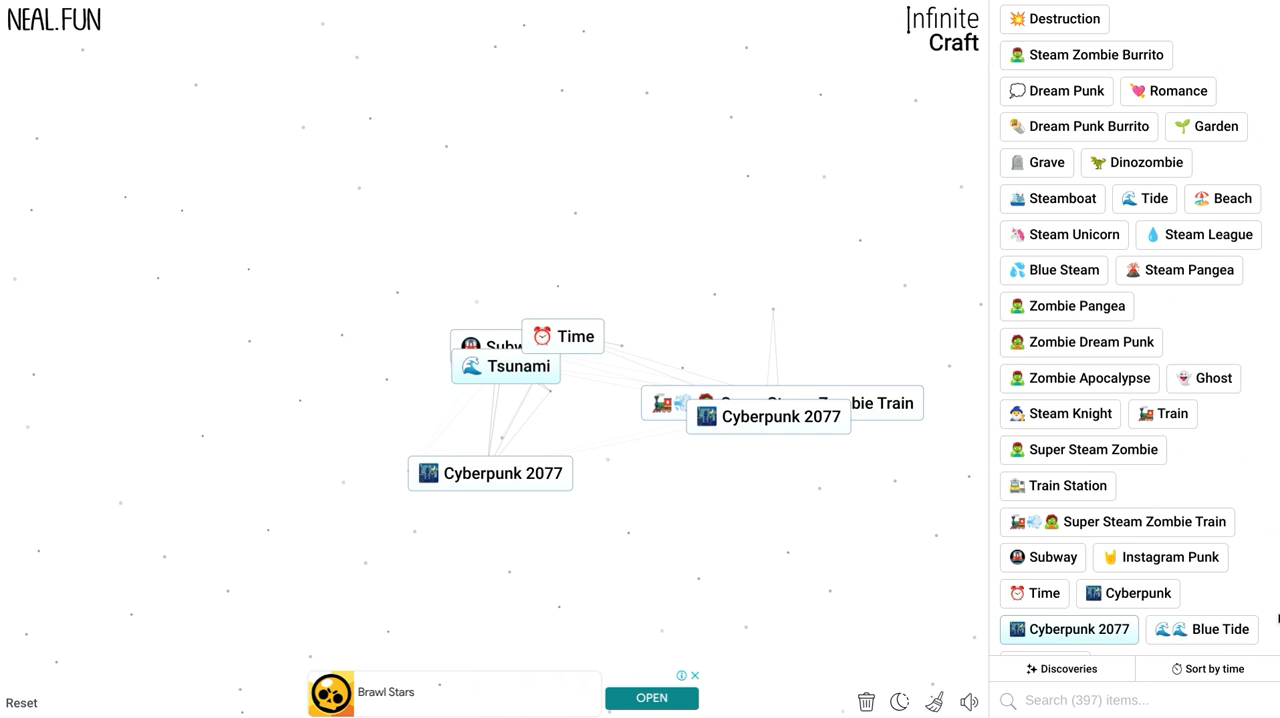 NEAL.FUN
Infinite
Craft
Time
Subw
Tsunami
Zombie Train
Cyberpunk 2077
Cyberpunk 2077
Brawl Stars
OPEN
Reset
Destruction
Steam Zombie Burrito
Dream Punk Romance
Dream Punk Burrito Garden
Grave Dinozombie
Steamboat Tide Beach
Steam Unicorn Steam League
Blue Steam Steam Pangea
Zombie Pangea
Zombie Dream Punk
Zombie Apocalypse Ghost
Steam Knight Train
Super Steam Zombie
Train Station
Super Steam Zombie Train
Subway Instagram Punk
Time Cyberpunk
Cyberpunk 2077 Blue Tide
Discoveries Sort by time
Search (397) items...